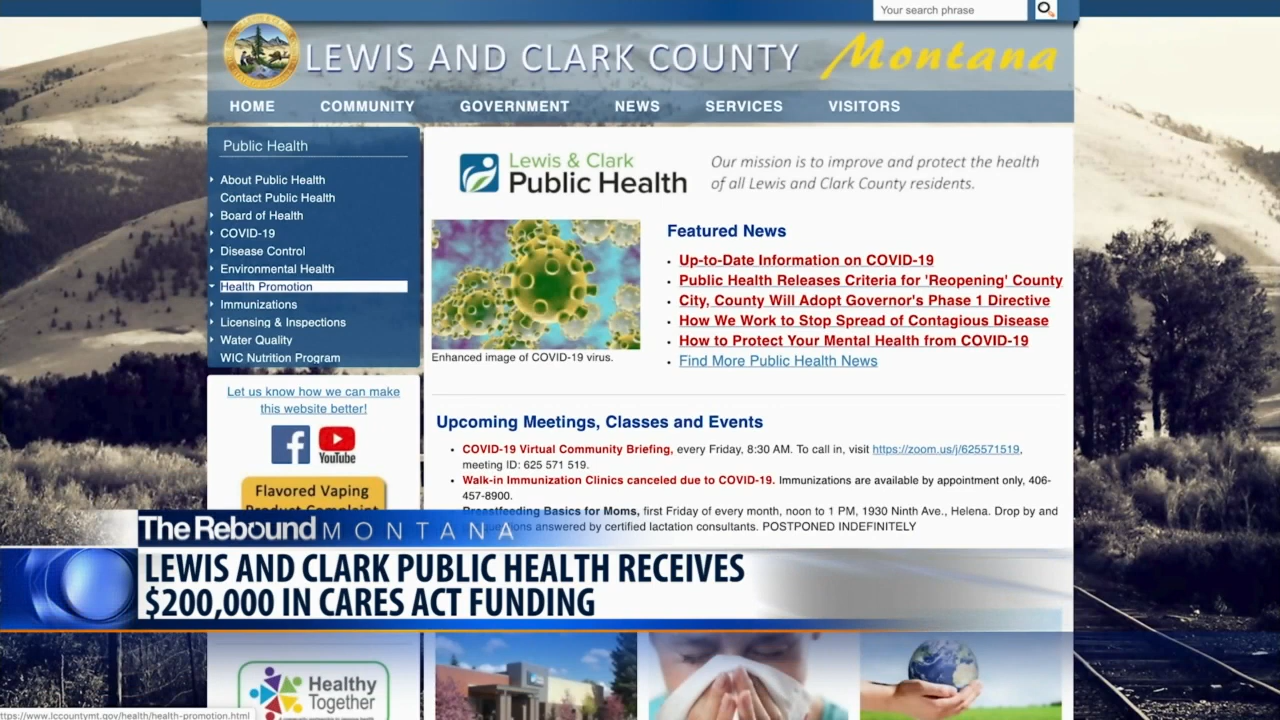 Your search phrase
LEWIS AND CLARK COUNTY Montana
HOME COMMUNITY GOVERNMENT NEWS SERVICES VISITORS
Public Health
About Public Health
Contact Public Health
Board of Health
COVID-19
Disease Control
Environmental Health
Health Promotion
Immunizations
Licensing & Inspections
Water Quality
WIC Nutrition Program
Let us know how we can make
this website better!
YouTube
Flavored Vaping
Product Complaint
Lewis & Clark
Public Health
Our mission is to improve and protect the health
of all Lewis and Clark County residents.
Enhanced image of COVID-19 virus.
Featured News
Up-to-Date Information on COVID-19
Public Health Releases Criteria for 'Reopening' County
City, County Will Adopt Governor's Phase 1 Directive
How We Work to Stop Spread of Contagious Disease
How to Protect Your Mental Health from COVID-19
Find More Public Health News
Upcoming Meetings, Classes and Events
COVID-19 Virtual Community Briefing, every Friday, 8:30 AM. To call in, visit https://zoom.us/j/625571519,
meeting ID: 625 571 519.
Walk-in Immunization Clinics canceled due to COVID-19. Immunizations are available by appointment only, 406-
457-8900.
Breastfeeding Basics for Moms, first Friday of every month, noon to 1 PM, 1930 Ninth Ave., Helena. Drop by and
answered by certified lactation consultants. POSTPONED INDEFINITELY
The Rebound MONTANA
LEWIS AND CLARK PUBLIC HEALTH RECEIVES
$200,000 IN CARES ACT FUNDING
Healthy
Together
https://www.lccountymt.gov/health/health-promotion.html